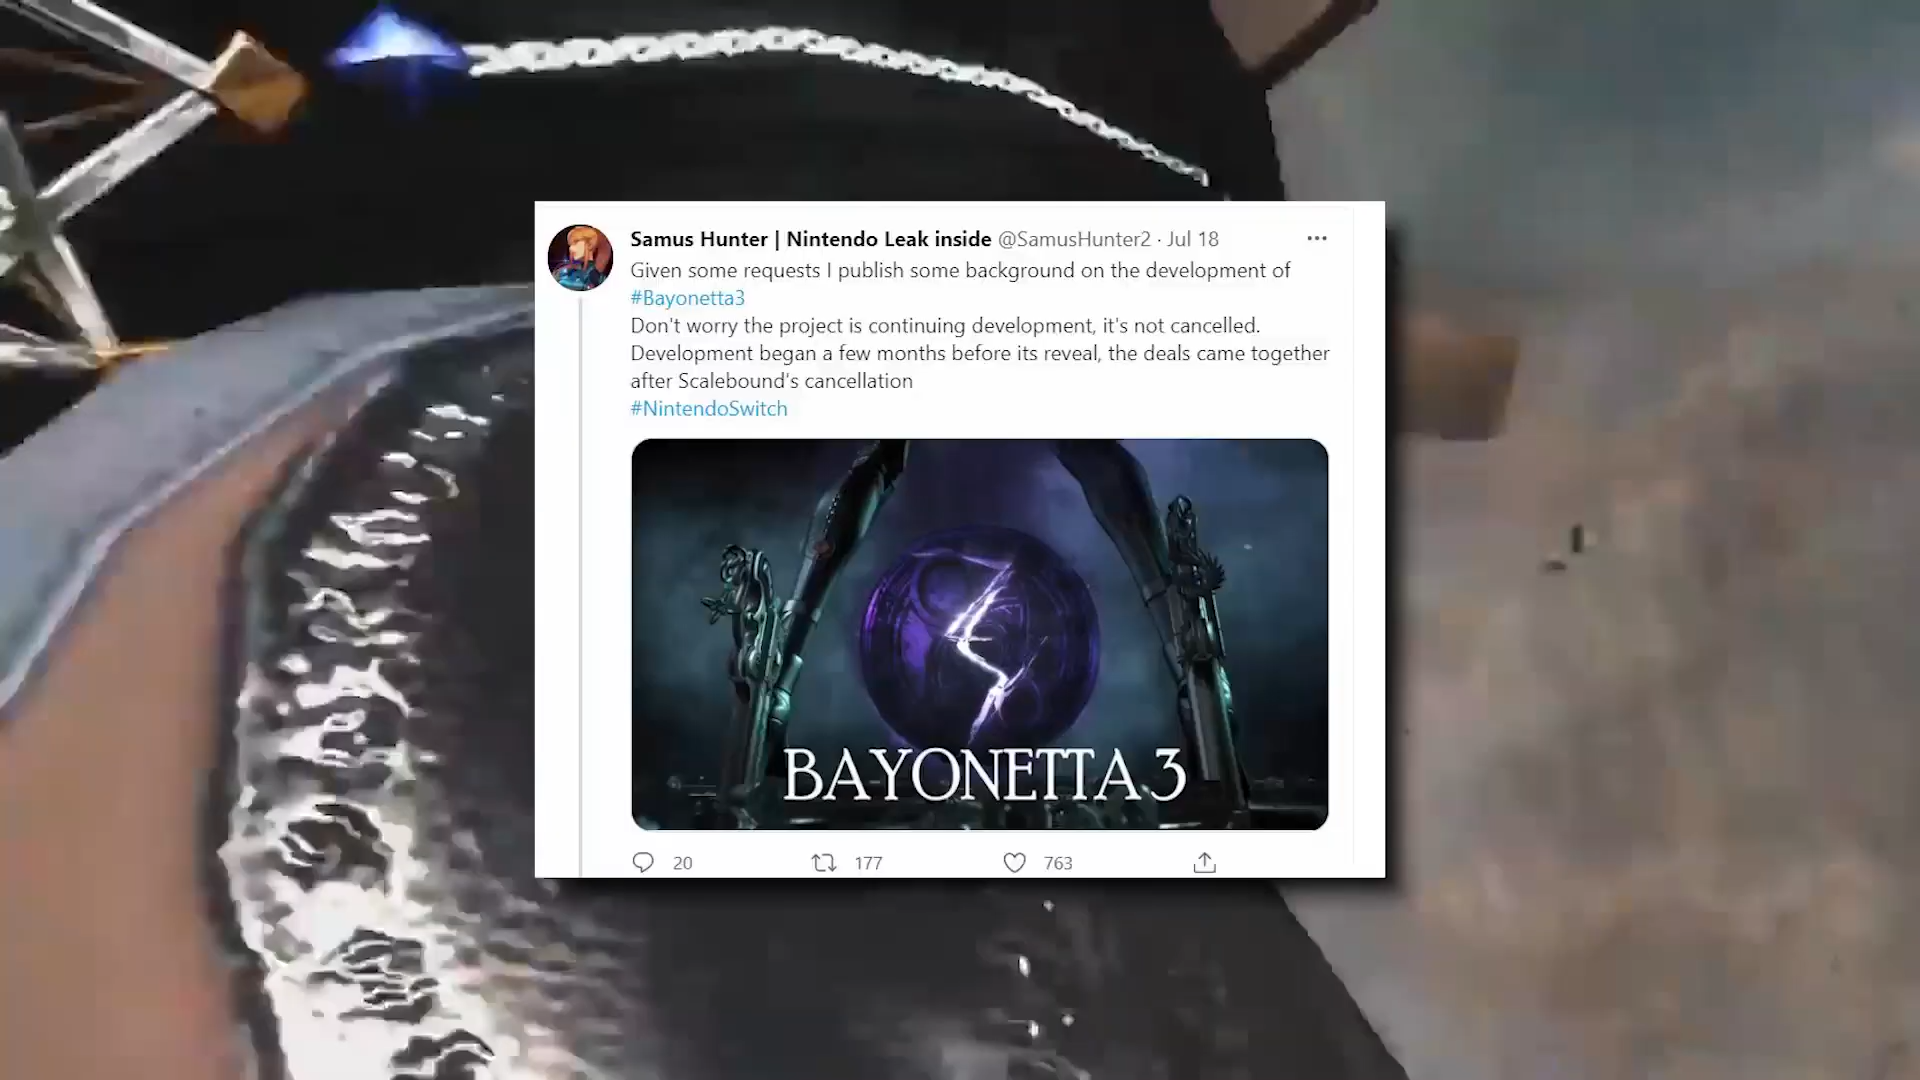 Samus Hunter | Nintendo Leak inside @SamusHunter2 · Jul 18
Given some requests I publish some background on the development of
#Bayonetta3
Don't worry the project is continuing development, it's not cancelled.
Development began a few months before its reveal, the deals came together
after Scalebound's cancellation
#NintendoSwitch
BAYONETTA 3
20 177 763